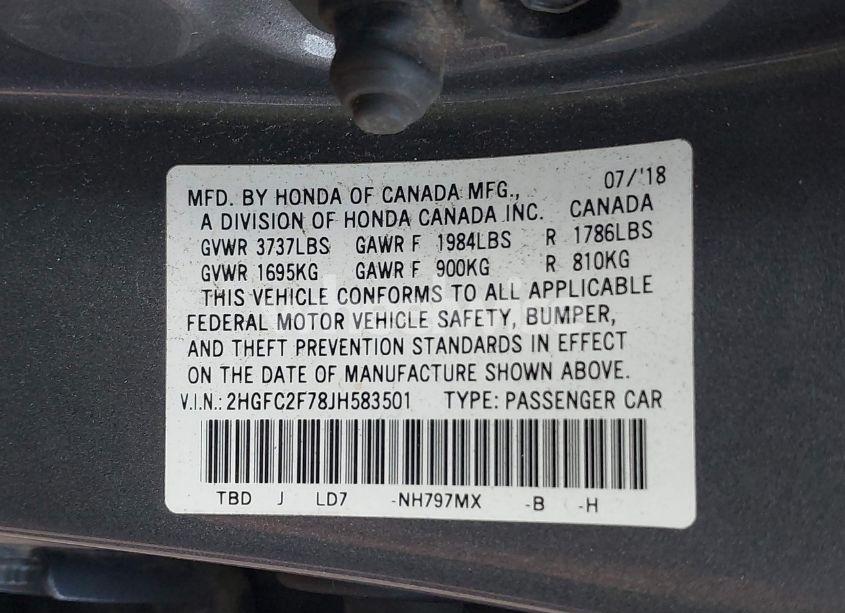 MFD. BY HONDA OF CANADA MFG., 07/'18
A DIVISION OF HONDA CANADA INC. CANADA
GVWR 3737LBS GAWR F 1984LBS R 1786LBS
GVWR 1695KG GAWR F 900KG R 810KG
THIS VEHICLE CONFORMS TO ALL APPLICABLE
FEDERAL MOTOR VEHICLE SAFETY, BUMPER,
AND THEFT PREVENTION STANDARDS IN EFFECT
ON THE DATE OF MANUFACTURE SHOWN ABOVE.
V.I.N.: 2HGFC2F78JH583501 TYPE: PASSENGER CAR
TBD J LD7 -NH797MX -B -H